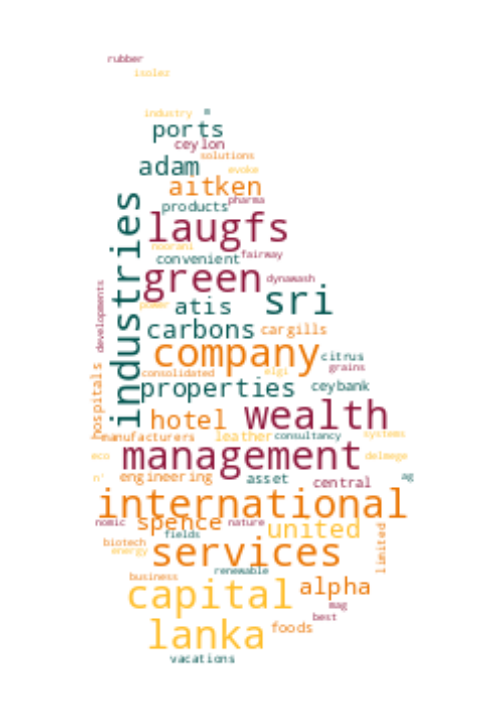 rubber
isolez
industry
ports
ceylon
solutions
adam
evoke
aitken
pharma
products
industries
laugfs
noorani
fairway
convenient
green
dynawash
developments
sri
power
atis
carbons
cargills
company
citrus
grains
consolidated
elgi
properties
ceybank
hospitals
hotel
wealth
manufacturers
leather
consultancy
systems
eco
management
delmege
n'.
engineering
asset
central
ag
international
nomic
spence
nature
united
fields
limited
biotech
energy
services
renewable
business
capital
alpha
mag
best
lanka
foods
vacations